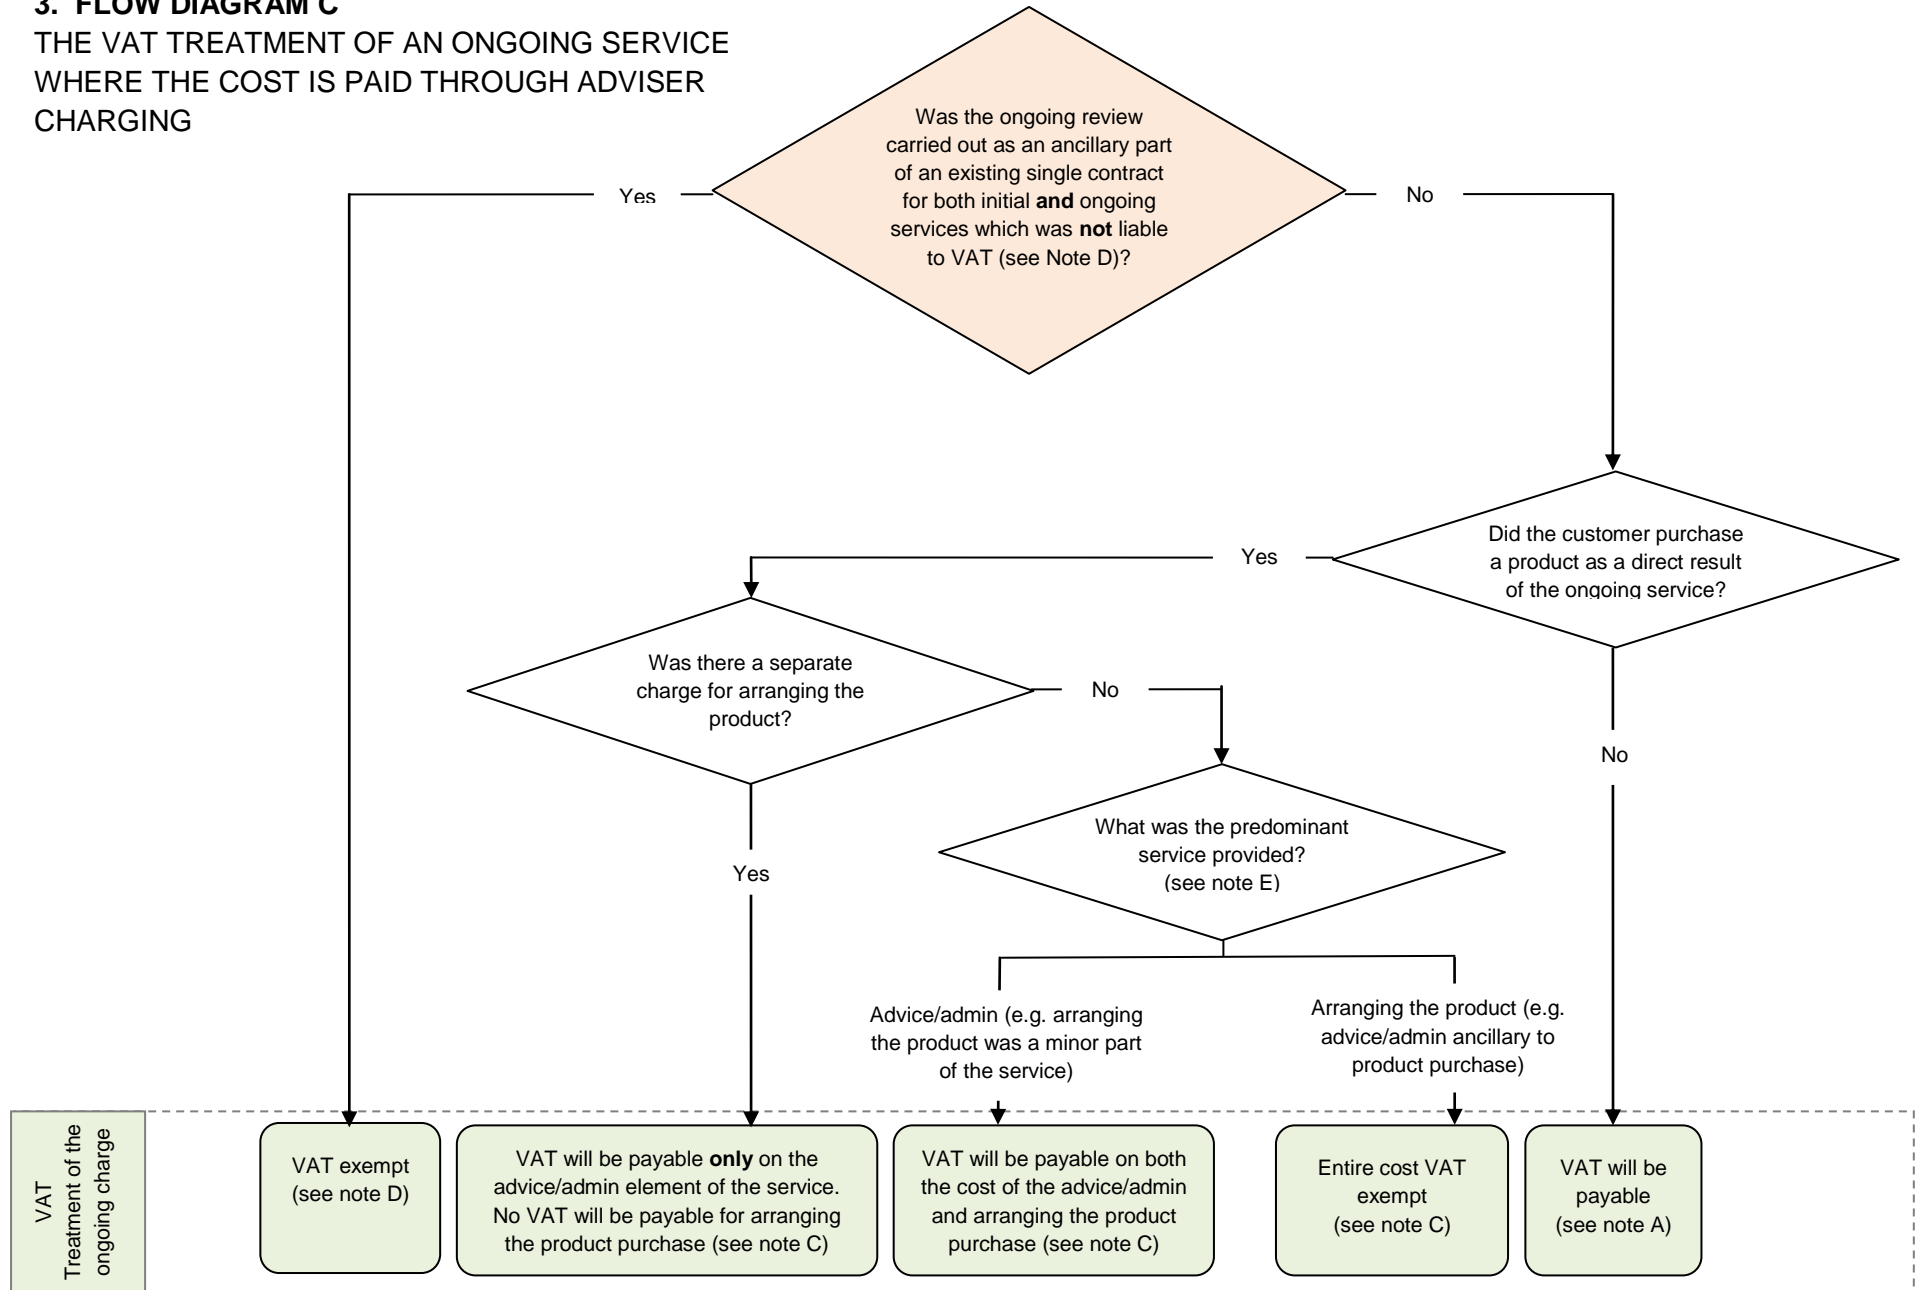 3. FLOW DIAGRAM C
THE VAT TREATMENT OF AN ONGOING SERVICE
WHERE THE COST IS PAID THROUGH ADVISER
CHARGING
Was the ongoing review
carried out as an ancillary part
of an existing single contract
for both initial and ongoing
services which was not liable
to VAT (see Note D)?
Yes
No
Did the customer purchase
a product as a direct result
of the ongoing service?
Yes
Was there a separate
charge for arranging the
product?
No
No
What was the predominant
service provided?
(see note E)
Yes
Advice/admin (e.g. arranging
the product was a minor part
of the service)
Arranging the product (e.g.
advice/admin ancillary to
product purchase)
VAT
Treatment of the
ongoing charge
VAT exempt
(see note D)
VAT will be payable only on the
advice/admin element of the service.
No VAT will be payable for arranging
the product purchase (see note C)
VAT will be payable on both
the cost of the advice/admin
and arranging the product
purchase (see note C)
Entire cost VAT
exempt
(see note C)
VAT will be
payable
(see note A)